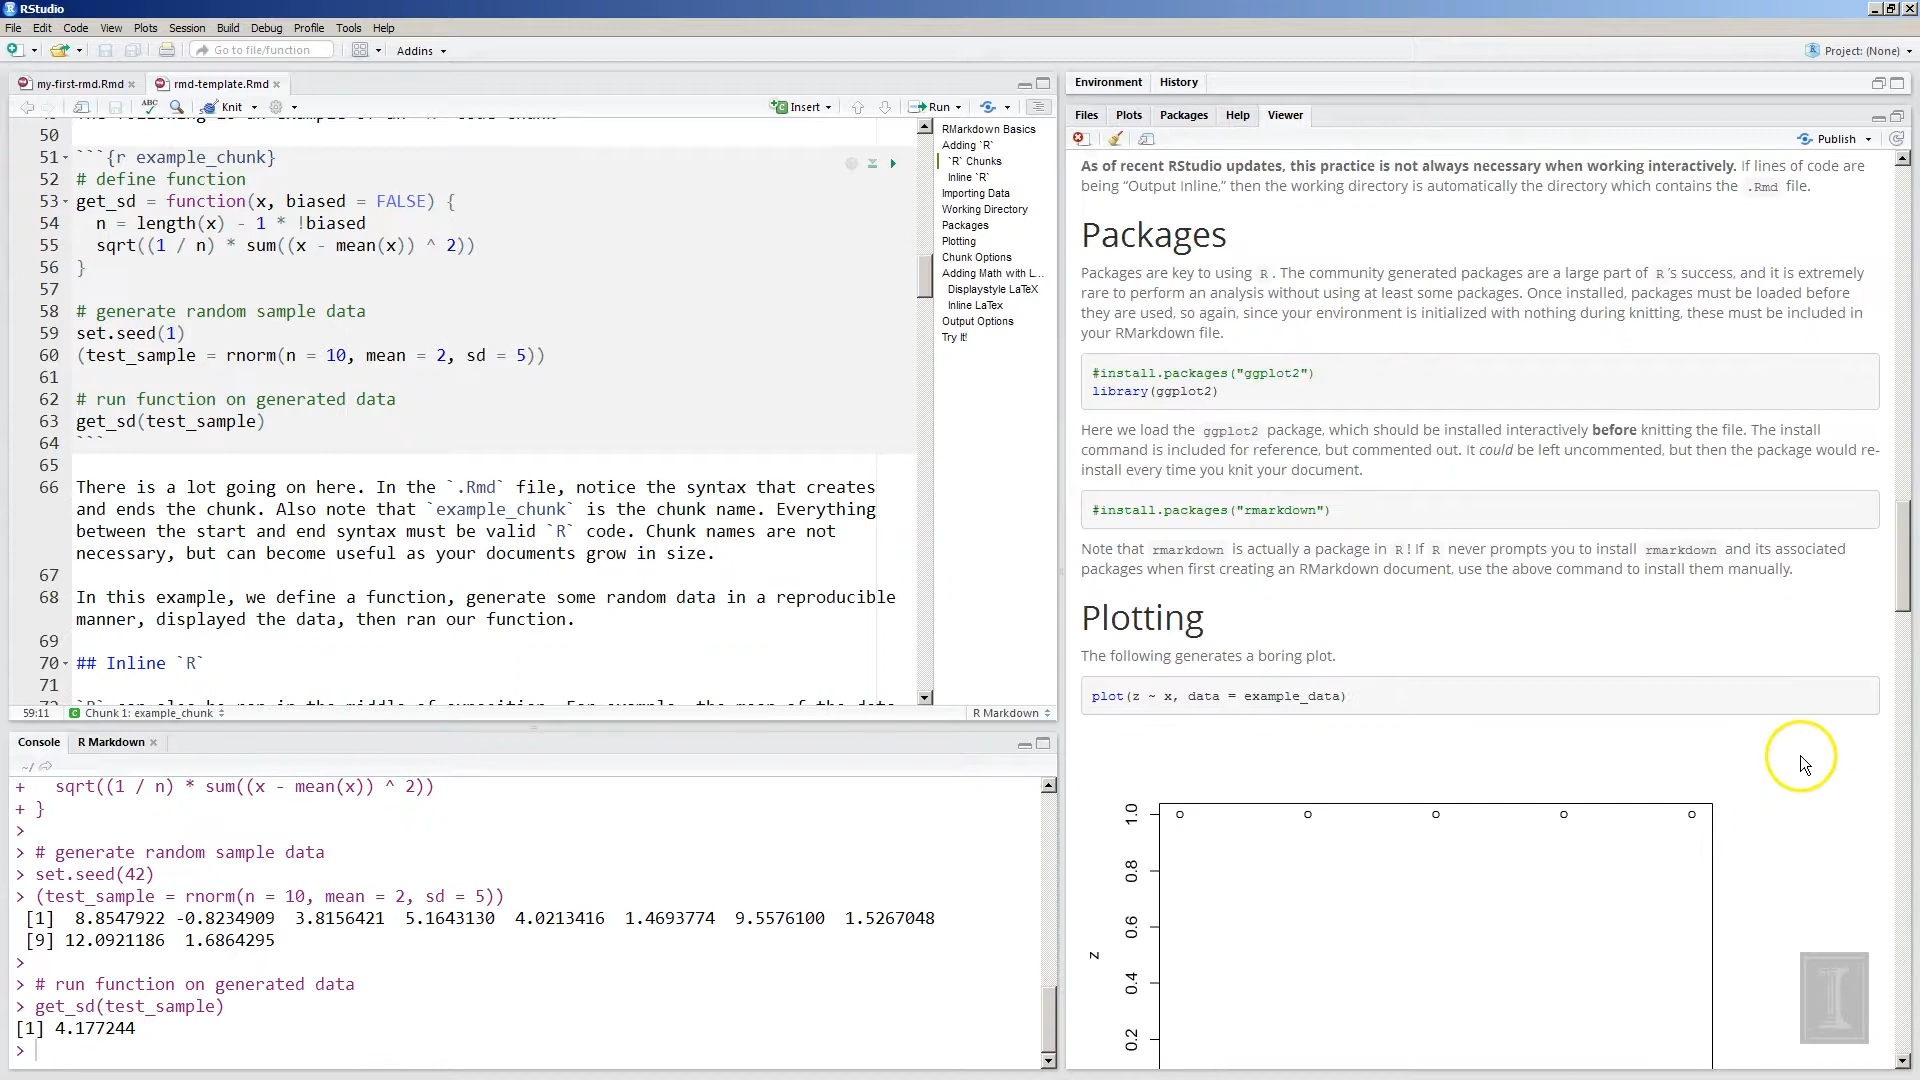 RStudio
File Edit Code View Plots Session Build Debug Profile Tools Help
Go to file/function Addins Project: (None)
my-first-rmd.Rmd rmd-template.Rmd
ABC Knit Insert Run
50
51 ```{r example_chunk}
52 # define function
53 get_sd = function(x, biased = FALSE) {
54 n = length(x) - 1 * !biased
55 sqrt((1 / n) * sum((x - mean(x)) ^ 2))
56 }
57
58 # generate random sample data
59 set.seed(1)
60 (test_sample = rnorm(n = 10, mean = 2, sd = 5))
61
62 # run function on generated data
63 get_sd(test_sample)
64 ```
65
66 There is a lot going on here. In the `.Rmd` file, notice the syntax that creates
and ends the chunk. Also note that `example_chunk` is the chunk name. Everything
between the start and end syntax must be valid `R` code. Chunk names are not
necessary, but can become useful as your documents grow in size.
67
68 In this example, we define a function, generate some random data in a reproducible
manner, displayed the data, then ran our function.
69
70 ## Inline `R`
71
59:11 Chunk 1: example_chunk R Markdown
RMarkdown Basics
Adding `R`
`R` Chunks
Inline `R`
Importing Data
Working Directory
Packages
Plotting
Chunk Options
Adding Math with L...
Displaystyle LaTeX
Inline LaTex
Output Options
Try It!
Console R Markdown
~/
+ sqrt((1 / n) * sum((x - mean(x)) ^ 2))
+ }
>
> # generate random sample data
> set.seed(42)
> (test_sample = rnorm(n = 10, mean = 2, sd = 5))
[1] 8.8547922 -0.8234909 3.8156421 5.1643130 4.0213416 1.4693774 9.5576100 1.5267048
[9] 12.0921186 1.6864295
>
> # run function on generated data
> get_sd(test_sample)
[1] 4.177244
>
Environment History
Files Plots Packages Help Viewer
Publish
As of recent RStudio updates, this practice is not always necessary when working interactively. If lines of code are
being “Output Inline,” then the working directory is automatically the directory which contains the .Rmd file.
Packages
Packages are key to using R. The community generated packages are a large part of R’s success, and it is extremely
rare to perform an analysis without using at least some packages. Once installed, packages must be loaded before
they are used, so again, since your environment is initialized with nothing during knitting, these must be included in
your RMarkdown file.
#install.packages("ggplot2")
library(ggplot2)
Here we load the ggplot2 package, which should be installed interactively before knitting the file. The install
command is included for reference, but commented out. It could be left uncommented, but then the package would re-
install every time you knit your document.
#install.packages("rmarkdown")
Note that rmarkdown is actually a package in R! If R never prompts you to install rmarkdown and its associated
packages when first creating an RMarkdown document, use the above command to install them manually.
Plotting
The following generates a boring plot.
plot(z ~ x, data = example_data)
1.0
0.8
0.6
z
0.4
0.2
I